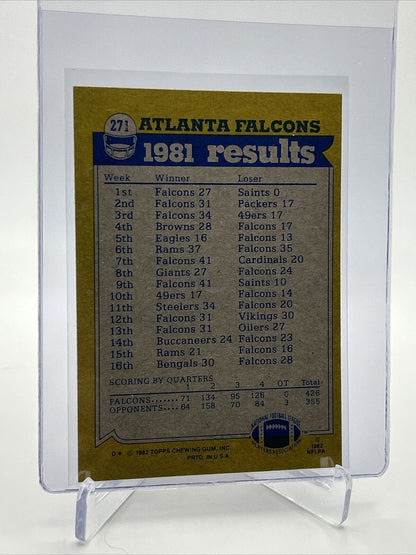 271 ATLANTA FALCONS
1981 results
Week Winner Loser
1st Falcons 27 Saints 0
2nd Falcons 31 Packers 17
3rd Falcons 34 49ers 17
4th Browns 28 Falcons 17
5th Eagles 16 Falcons 13
6th Rams 37 Falcons 35
7th Falcons 41 Cardinals 20
8th Giants 27 Falcons 24
9th Falcons 41 Saints 10
10th 49ers 17 Falcons 14
11th Steelers 34 Falcons 20
12th Falcons 31 Vikings 30
13th Falcons 31 Oilers 27
14th Buccaneers 24 Falcons 23
15th Rams 21 Falcons 16
16th Bengals 30 Falcons 28
SCORING BY QUARTERS
1 2 3 4 OT Total
FALCONS....... 71 134 95 126 0 426
OPPONENTS.... 64 158 70 84 3 355
NATIONAL FOOTBALL LEAGUE
PLAYERS ASSOCIATION
D* © 1982 TOPPS CHEWING GUM, INC.
PRTD. IN U.S.A.
© 1982
NFLPA